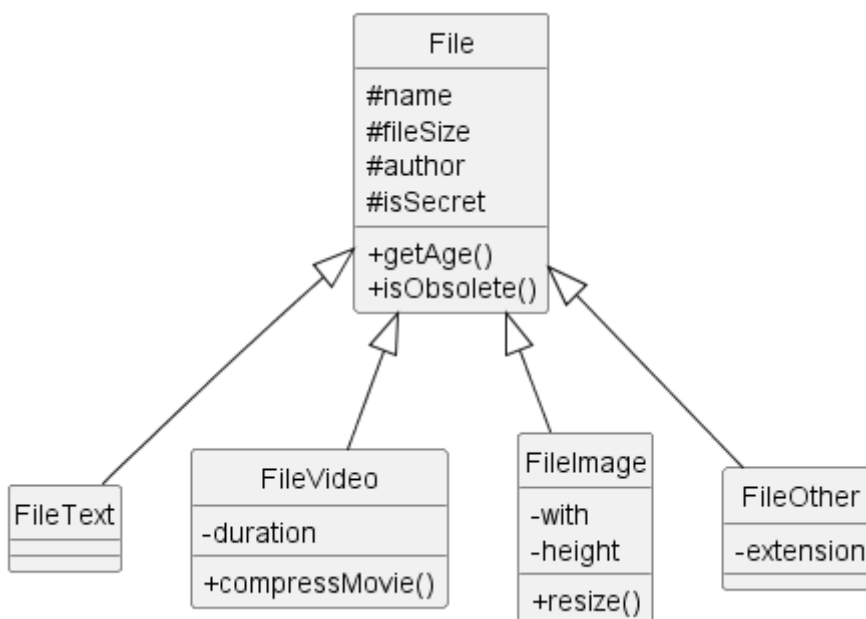 File
#name
#fileSize
#author
#isSecret
+getAge()
+isObsolete()
FileText
FileVideo
-duration
+compressMovie()
FileImage
-with
-height
+resize()
FileOther
-extension